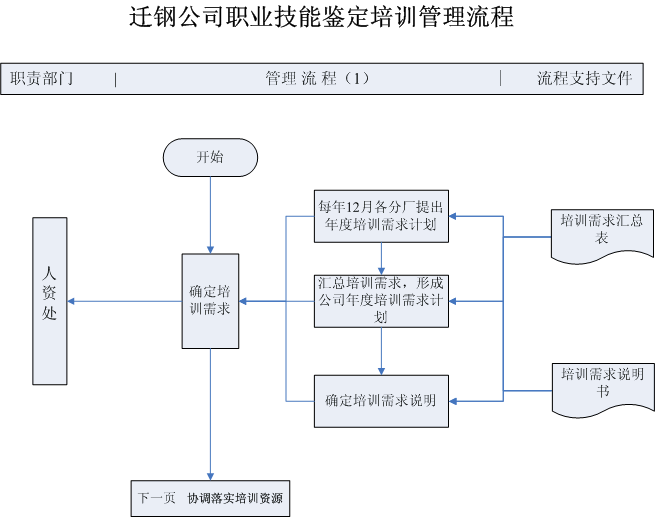 迁钢公司职业技能鉴定培训管理流程
职责部门 | 管理 流 程（1） | 流程支持文件
开始
每年12月各分厂提出
年度培训需求计划
培训需求汇总
表
人
资
处
确定培
训需求
汇总培训需求，形成
公司年度培训需求计
划
确定培训需求说明
培训需求说明
书
下一页 协调落实培训资源